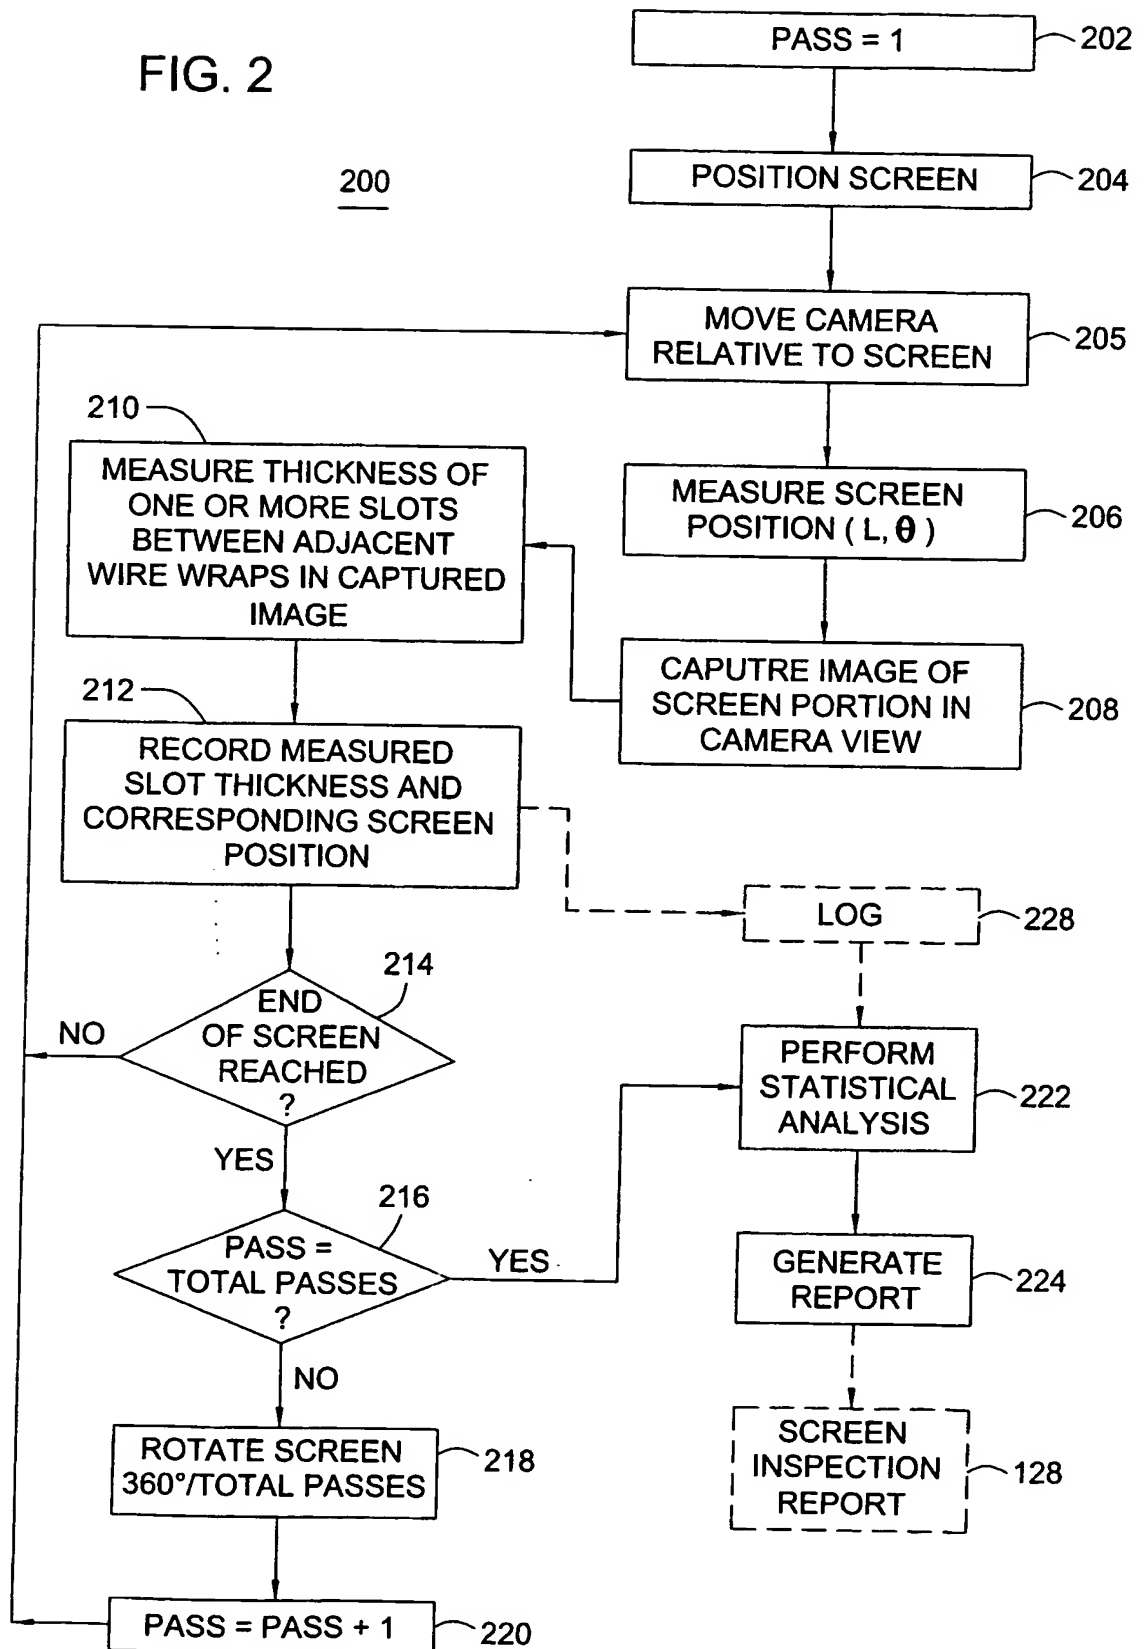 FIG. 2
200
PASS = 1
202
POSITION SCREEN
204
MOVE CAMERA
RELATIVE TO SCREEN
205
MEASURE SCREEN
POSITION ( L, θ )
206
CAPUTRE IMAGE OF
SCREEN PORTION IN
CAMERA VIEW
208
210
MEASURE THICKNESS OF
ONE OR MORE SLOTS
BETWEEN ADJACENT
WIRE WRAPS IN CAPTURED
IMAGE
212
RECORD MEASURED
SLOT THICKNESS AND
CORRESPONDING SCREEN
POSITION
LOG
228
214
END
OF SCREEN
REACHED
?
NO
YES
216
PASS =
TOTAL PASSES
?
YES
NO
ROTATE SCREEN
360°/TOTAL PASSES
218
PASS = PASS + 1
220
PERFORM
STATISTICAL
ANALYSIS
222
GENERATE
REPORT
224
SCREEN
INSPECTION
REPORT
128